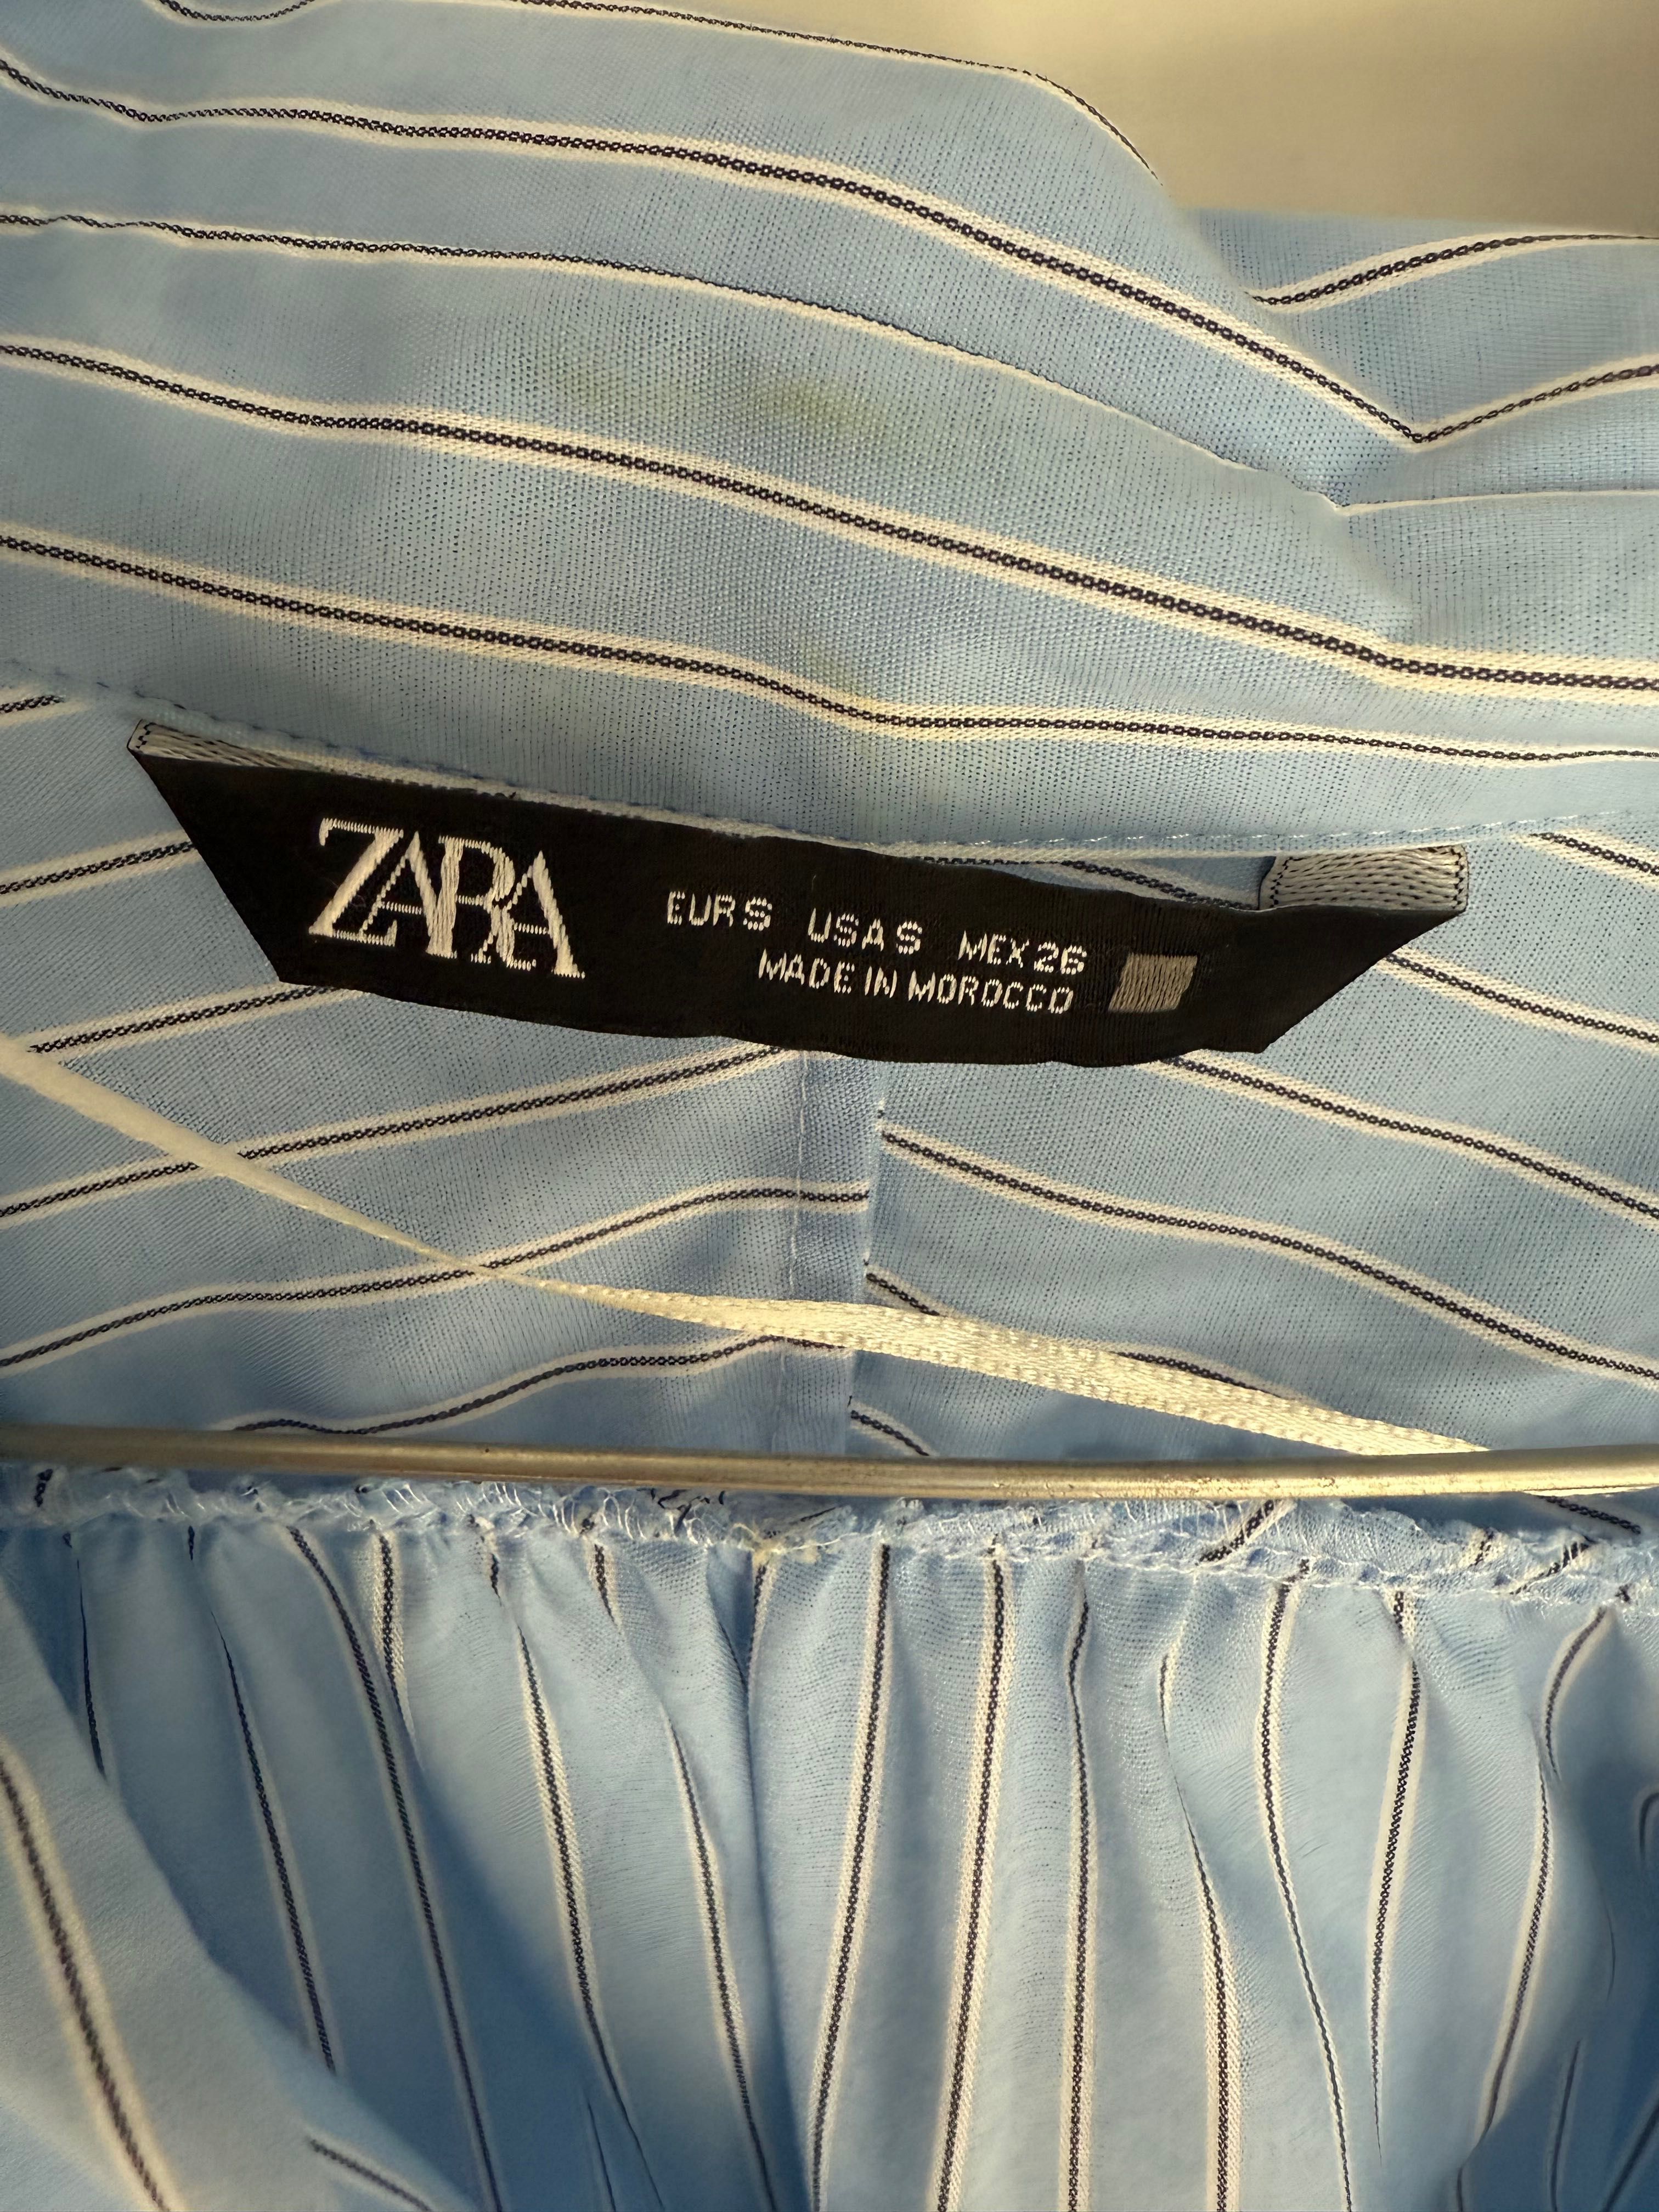 ZARA
EUR S USA S MEX 26
MADE IN MOROCCO